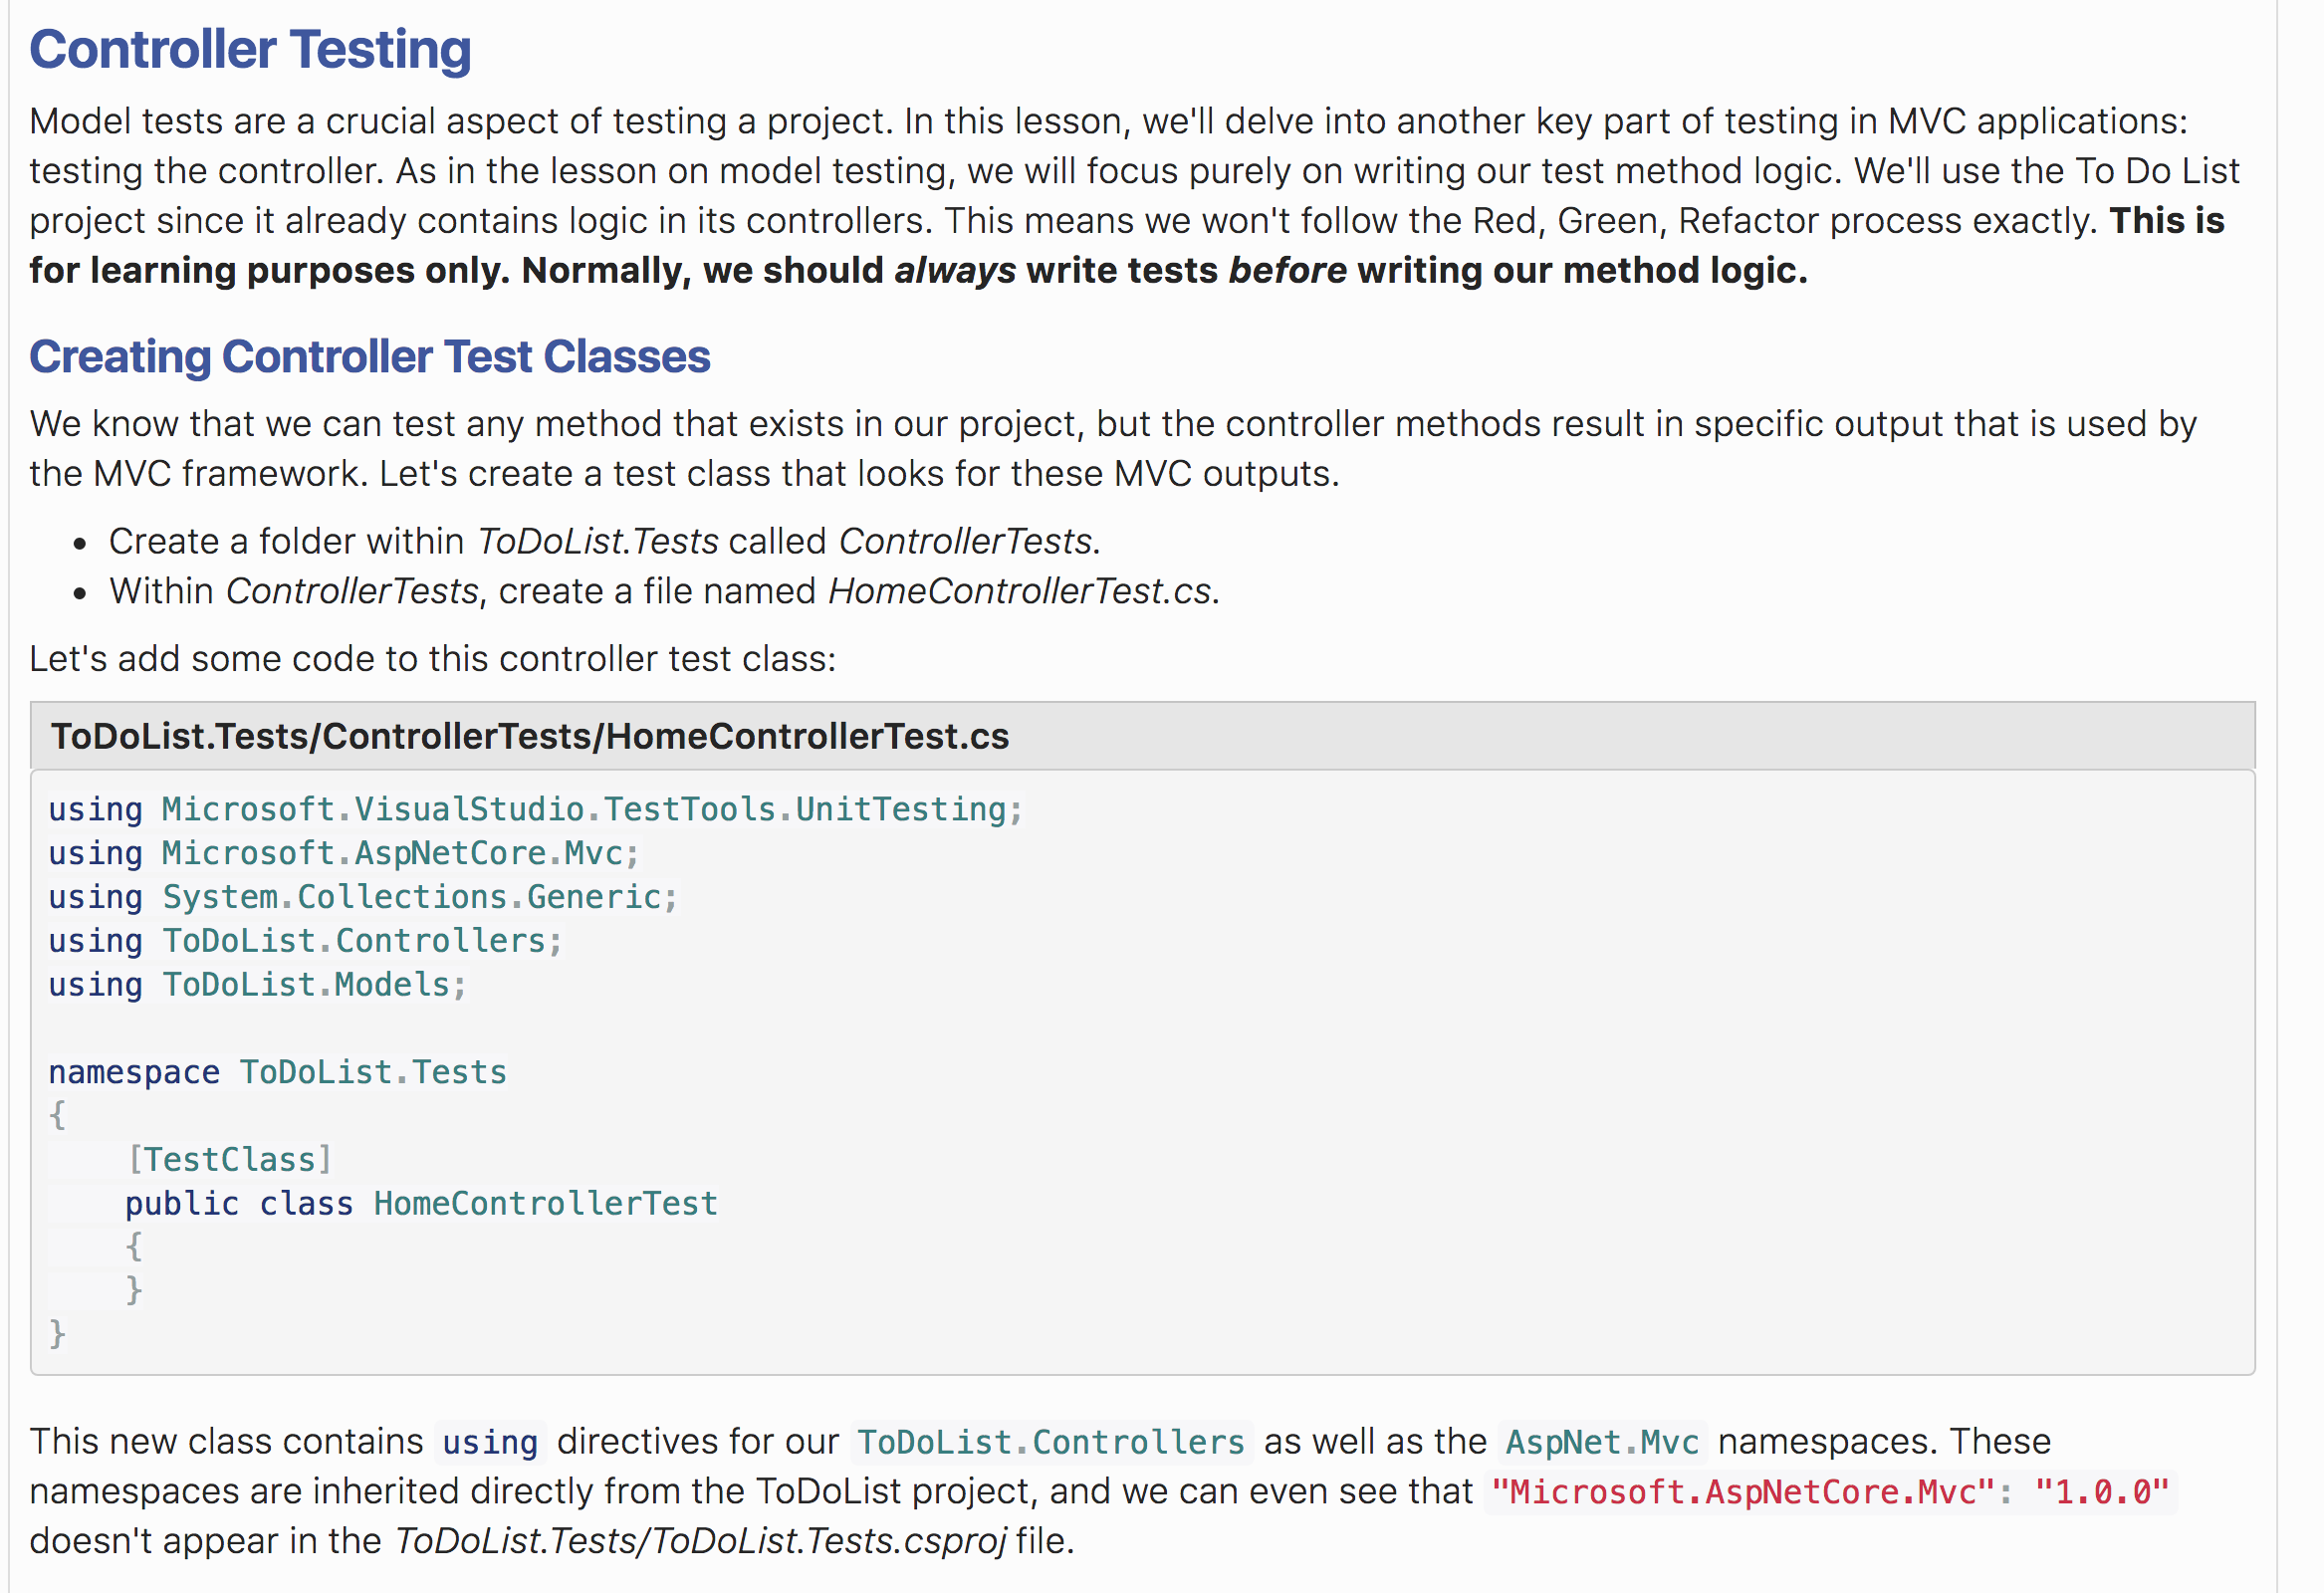 Controller Testing
Model tests are a crucial aspect of testing a project. In this lesson, we'll delve into another key part of testing in MVC applications:
testing the controller. As in the lesson on model testing, we will focus purely on writing our test method logic. We'll use the To Do List
project since it already contains logic in its controllers. This means we won't follow the Red, Green, Refactor process exactly. This is
for learning purposes only. Normally, we should always write tests before writing our method logic.
Creating Controller Test Classes
We know that we can test any method that exists in our project, but the controller methods result in specific output that is used by
the MVC framework. Let's create a test class that looks for these MVC outputs.
• Create a folder within ToDoList.Tests called ControllerTests.
• Within ControllerTests, create a file named HomeControllerTest.cs.
Let's add some code to this controller test class:
ToDoList.Tests/ControllerTests/HomeControllerTest.cs
using Microsoft.VisualStudio.TestTools.UnitTesting;
using Microsoft.AspNetCore.Mvc;
using System.Collections.Generic;
using ToDoList.Controllers;
using ToDoList.Models;

namespace ToDoList.Tests
{
    [TestClass]
    public class HomeControllerTest
    {
    }
}
This new class contains using directives for our ToDoList.Controllers as well as the AspNet.Mvc namespaces. These
namespaces are inherited directly from the ToDoList project, and we can even see that "Microsoft.AspNetCore.Mvc": "1.0.0"
doesn't appear in the ToDoList.Tests/ToDoList.Tests.csproj file.